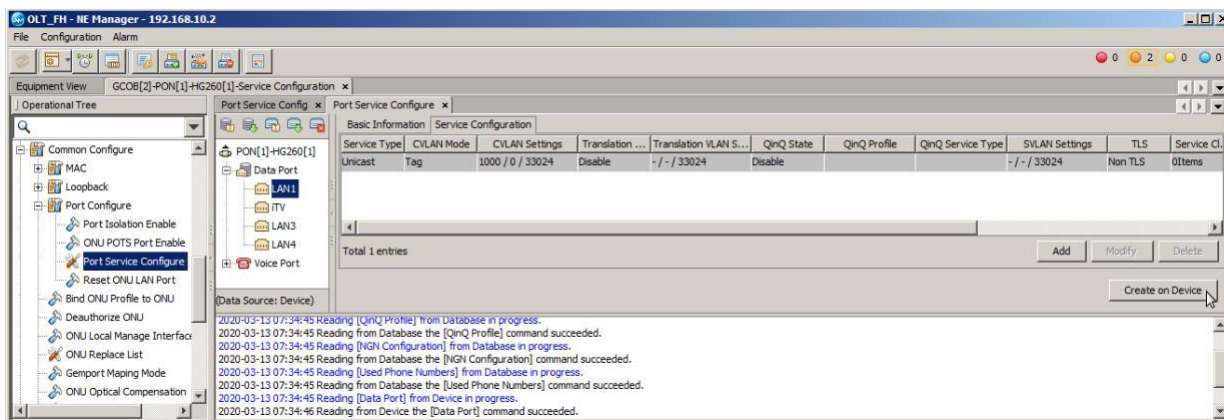 OLT_FH - NE Manager - 192.168.10.2
File Configuration Alarm
0 2 0 0
Equipment View GCOB[2]-PON[1]-HG260[1]-Service Configuration ×
Operational Tree
Common Configure
MAC
Loopback
Port Configure
Port Isolation Enable
ONU POTS Port Enable
Port Service Configure
Reset ONU LAN Port
Bind ONU Profile to ONU
Deauthorize ONU
ONU Local Manage Interface
ONU Replace List
Gemport Maping Mode
ONU Optical Compensation
Port Service Config × Port Service Configure ×
PON[1]-HG260[1]
Data Port
LAN1
iTV
LAN3
LAN4
Voice Port
(Data Source: Device)
Basic Information Service Configuration
Service Type CVLAN Mode CVLAN Settings Translation ... Translation VLAN S... QinQ State QinQ Profile QinQ Service Type SVLAN Settings TLS Service Cl.
Unicast Tag 1000 / 0 / 33024 Disable - / - / 33024 Disable - / - / 33024 Non TLS 0Items
Total 1 entries
Add Modify Delete
Create on Device
2020-03-13 07:34:45 Reading [QinQ Profile] from Database in progress.
2020-03-13 07:34:45 Reading from Database the [QinQ Profile] command succeeded.
2020-03-13 07:34:45 Reading [NGN Configuration] from Database in progress.
2020-03-13 07:34:45 Reading from Database the [NGN Configuration] command succeeded.
2020-03-13 07:34:45 Reading [Used Phone Numbers] from Database in progress.
2020-03-13 07:34:45 Reading from Database the [Used Phone Numbers] command succeeded.
2020-03-13 07:34:45 Reading [Data Port] from Device in progress.
2020-03-13 07:34:46 Reading from Device the [Data Port] command succeeded.